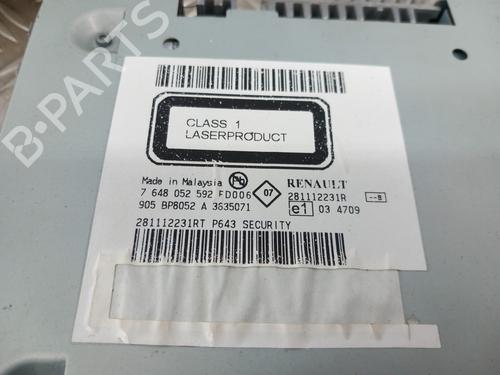 B-PARTS
CLASS 1
LASERPRODUCT
Made in Malaysia Pb 07 RENAULT
7 648 052 592 FD006 281112231R --B
905 BP8052 A 3635071 e1 03 4709
281112231RT P643 SECURITY